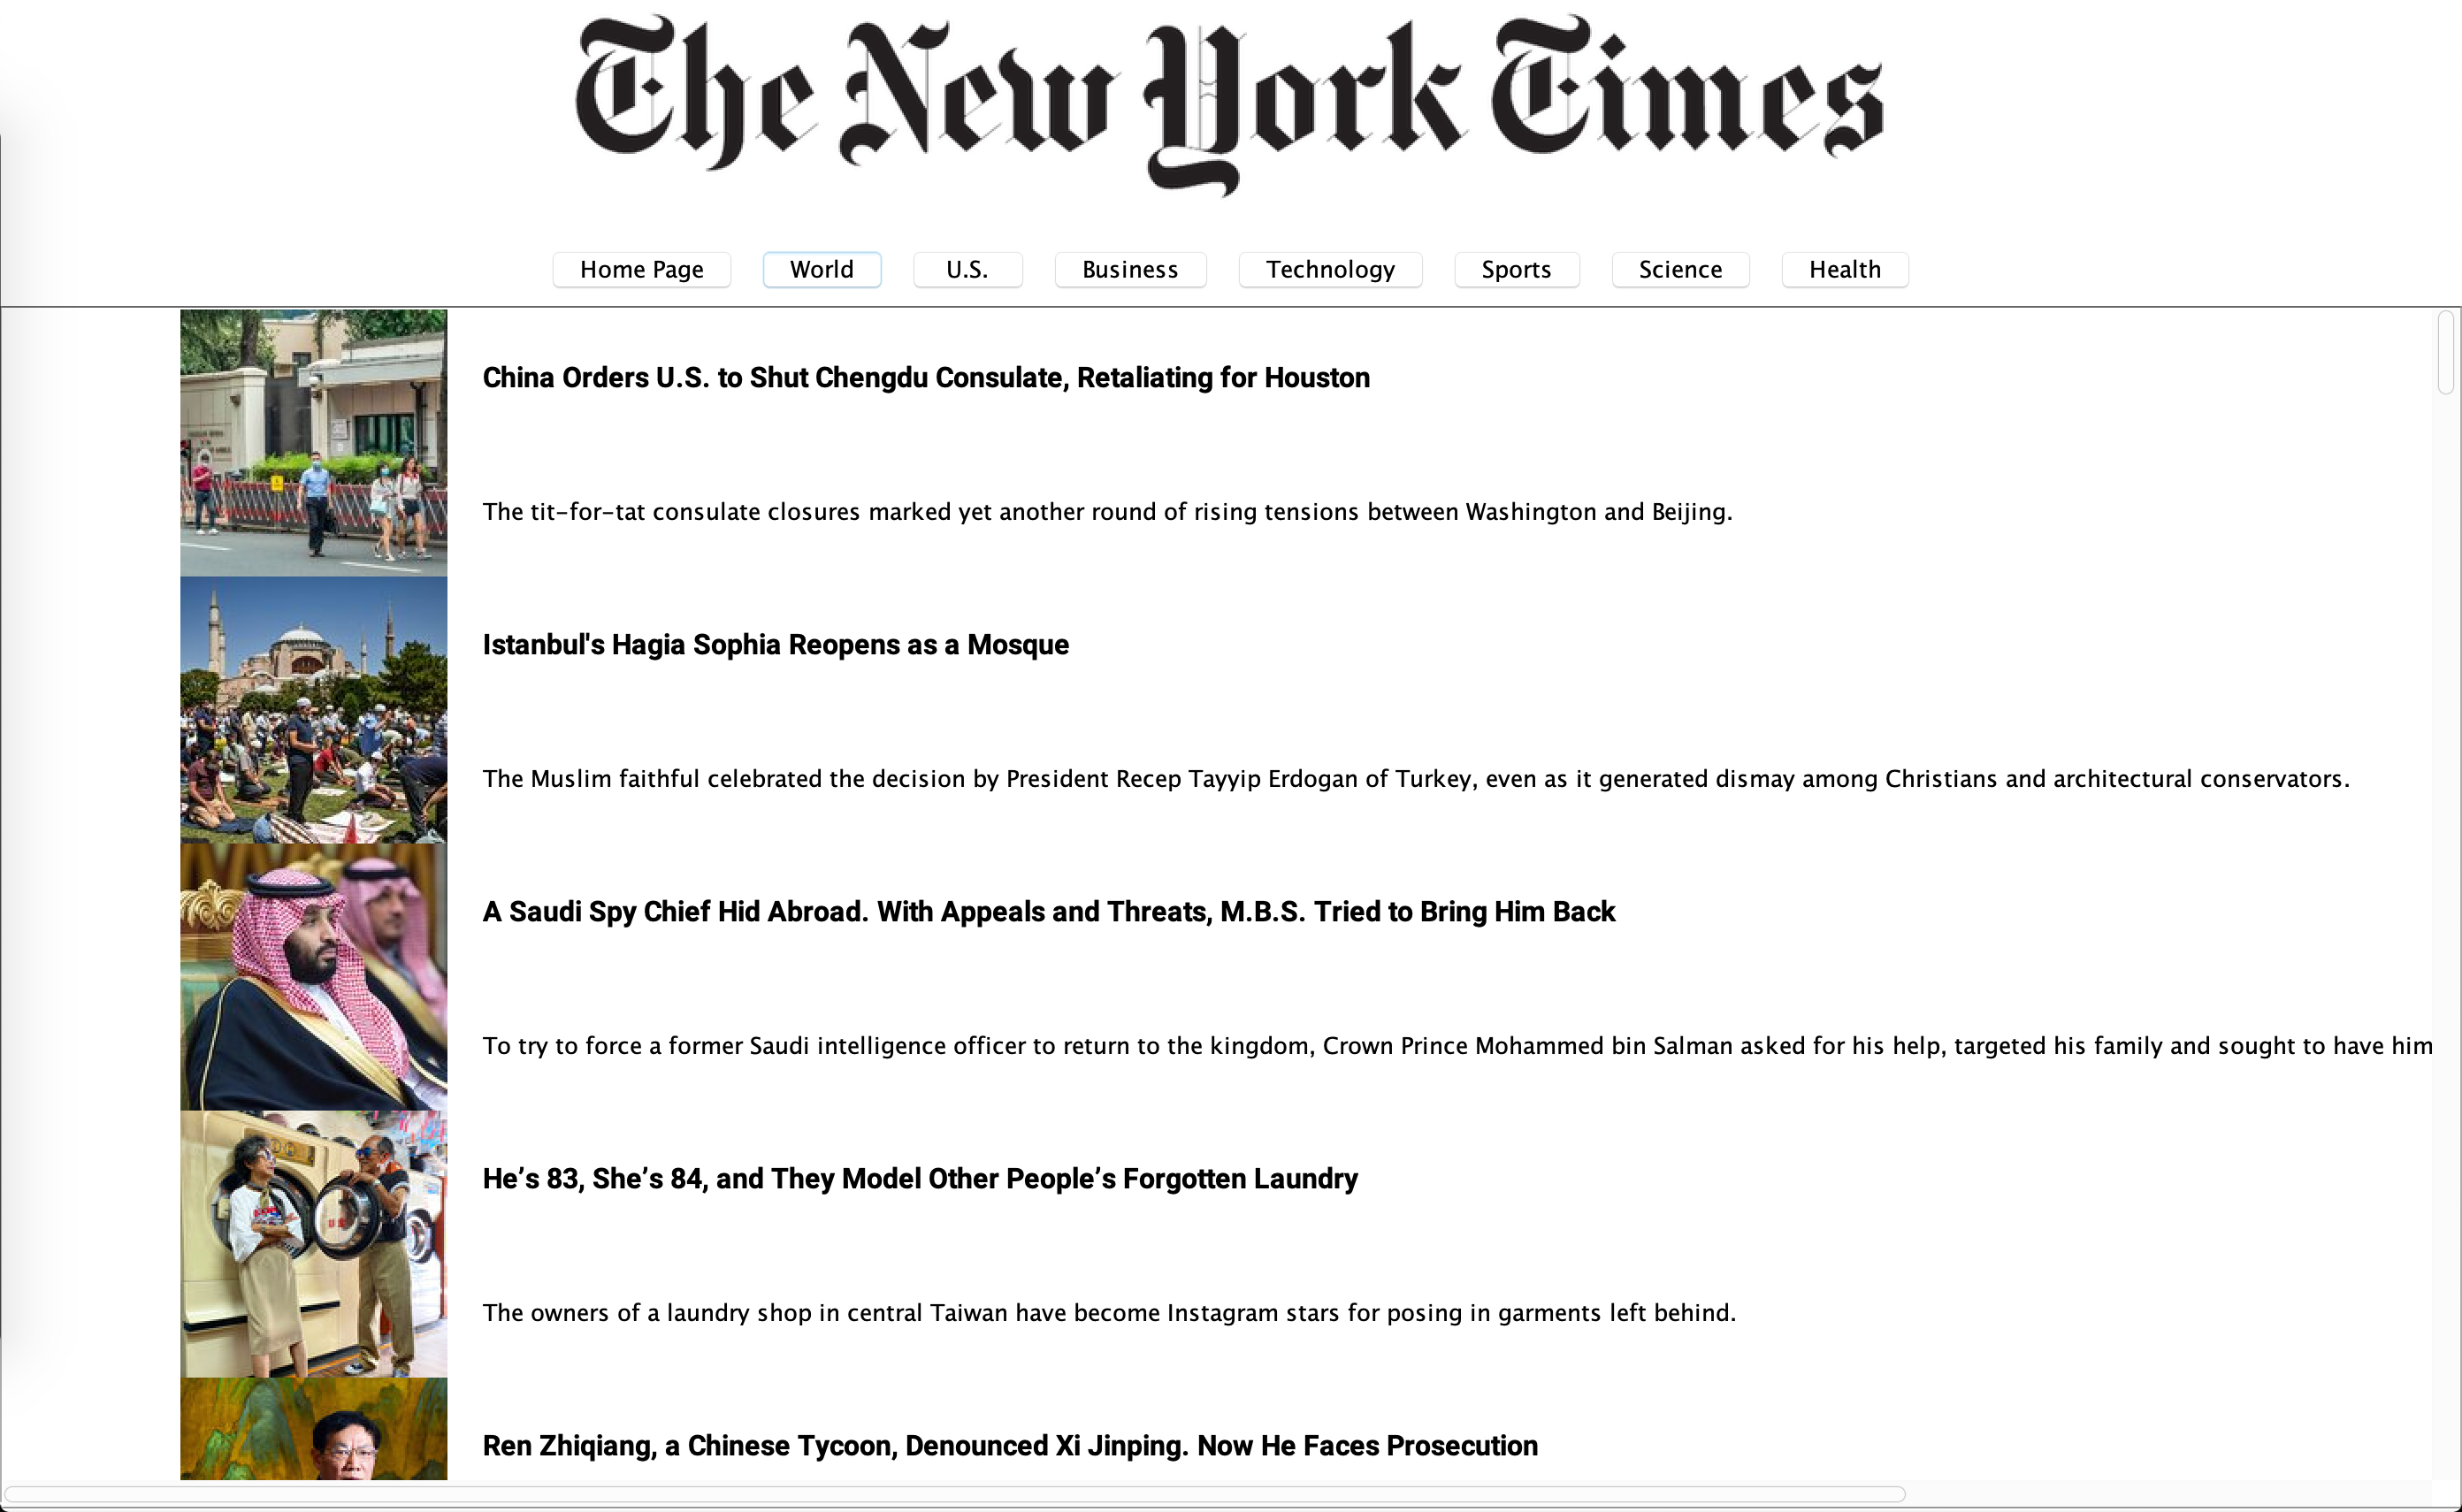 The New York Times
Home Page World U.S. Business Technology Sports Science Health
China Orders U.S. to Shut Chengdu Consulate, Retaliating for Houston
The tit-for-tat consulate closures marked yet another round of rising tensions between Washington and Beijing.
Istanbul's Hagia Sophia Reopens as a Mosque
The Muslim faithful celebrated the decision by President Recep Tayyip Erdogan of Turkey, even as it generated dismay among Christians and architectural conservators.
A Saudi Spy Chief Hid Abroad. With Appeals and Threats, M.B.S. Tried to Bring Him Back
To try to force a former Saudi intelligence officer to return to the kingdom, Crown Prince Mohammed bin Salman asked for his help, targeted his family and sought to have him
He’s 83, She’s 84, and They Model Other People’s Forgotten Laundry
The owners of a laundry shop in central Taiwan have become Instagram stars for posing in garments left behind.
Ren Zhiqiang, a Chinese Tycoon, Denounced Xi Jinping. Now He Faces Prosecution